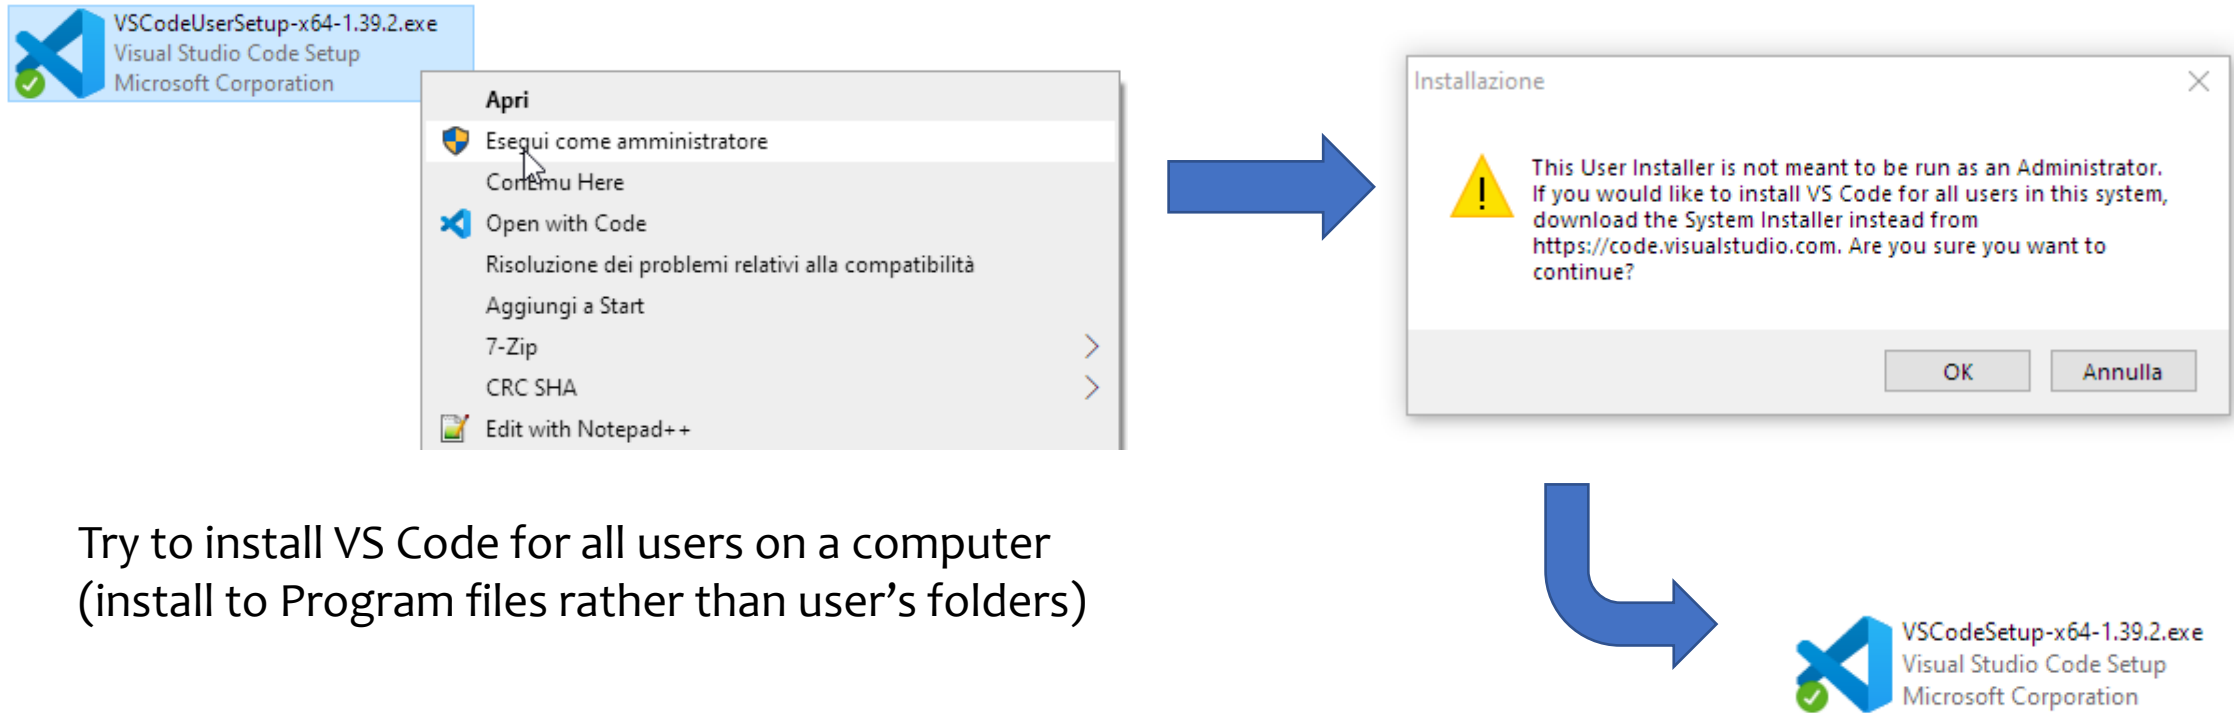 VSCodeUserSetup-x64-1.39.2.exe
Visual Studio Code Setup
Microsoft Corporation
Apri
Esegui come amministratore
ConEmu Here
Open with Code
Risoluzione dei problemi relativi alla compatibilità
Aggiungi a Start
7-Zip
CRC SHA
Edit with Notepad++
Installazione
This User Installer is not meant to be run as an Administrator.
If you would like to install VS Code for all users in this system,
download the System Installer instead from
https://code.visualstudio.com. Are you sure you want to
continue?
OK
Annulla
Try to install VS Code for all users on a computer
(install to Program files rather than user’s folders)
VSCodeSetup-x64-1.39.2.exe
Visual Studio Code Setup
Microsoft Corporation